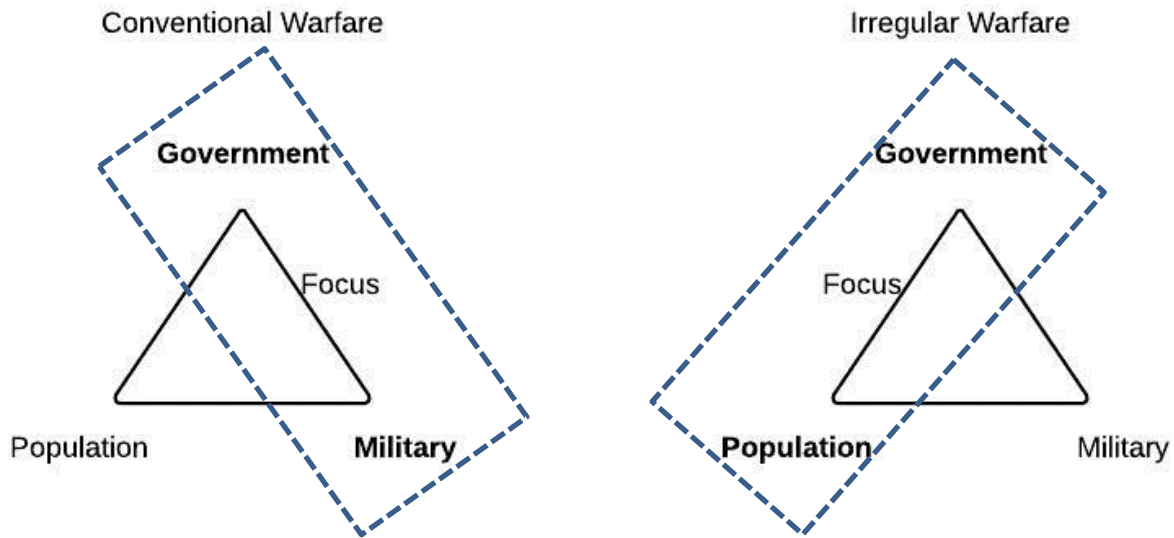 Conventional Warfare
Government
Focus
Population
Military
Irregular Warfare
Government
Focus
Population
Military